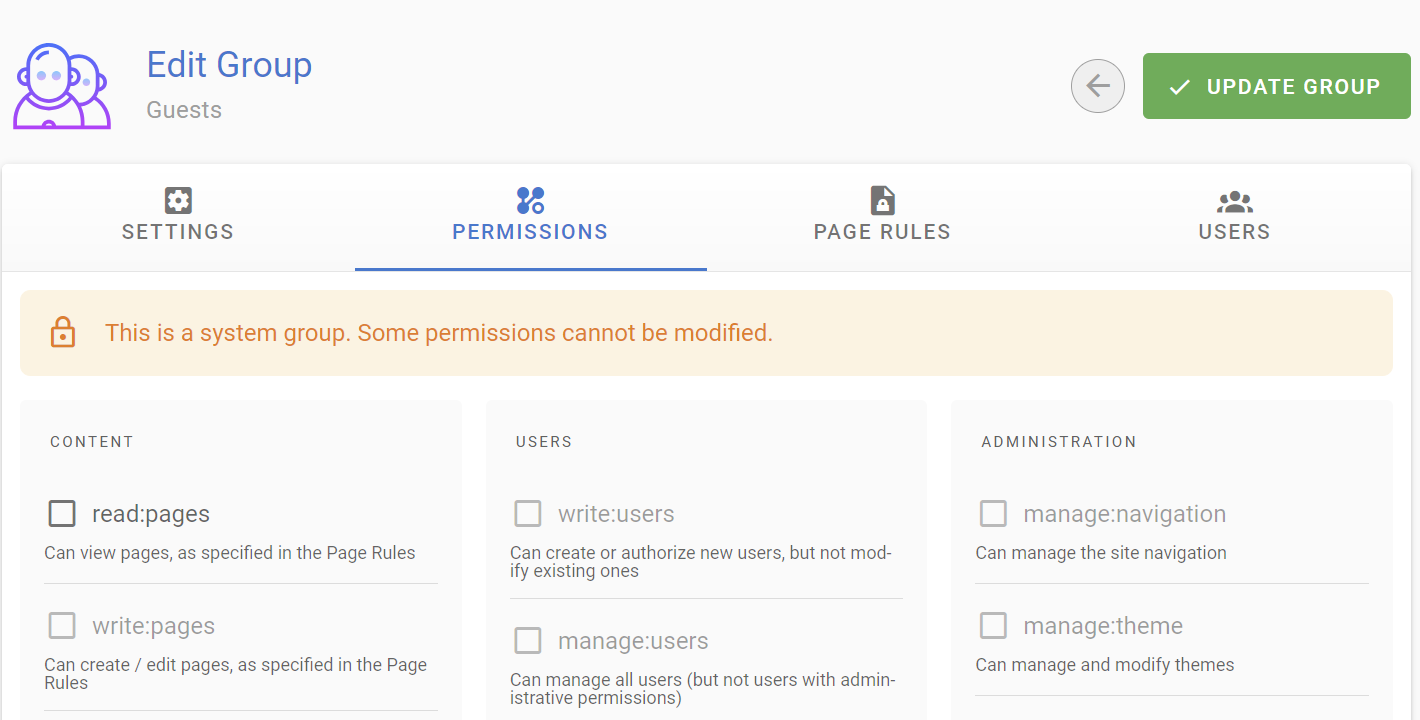 Edit Group
Guests
UPDATE GROUP
SETTINGS
PERMISSIONS
PAGE RULES
USERS
This is a system group. Some permissions cannot be modified.
CONTENT
read:pages
Can view pages, as specified in the Page Rules
write:pages
Can create / edit pages, as specified in the Page
Rules
USERS
write:users
Can create or authorize new users, but not mod-
ify existing ones
manage:users
Can manage all users (but not users with admin-
istrative permissions)
ADMINISTRATION
manage:navigation
Can manage the site navigation
manage:theme
Can manage and modify themes